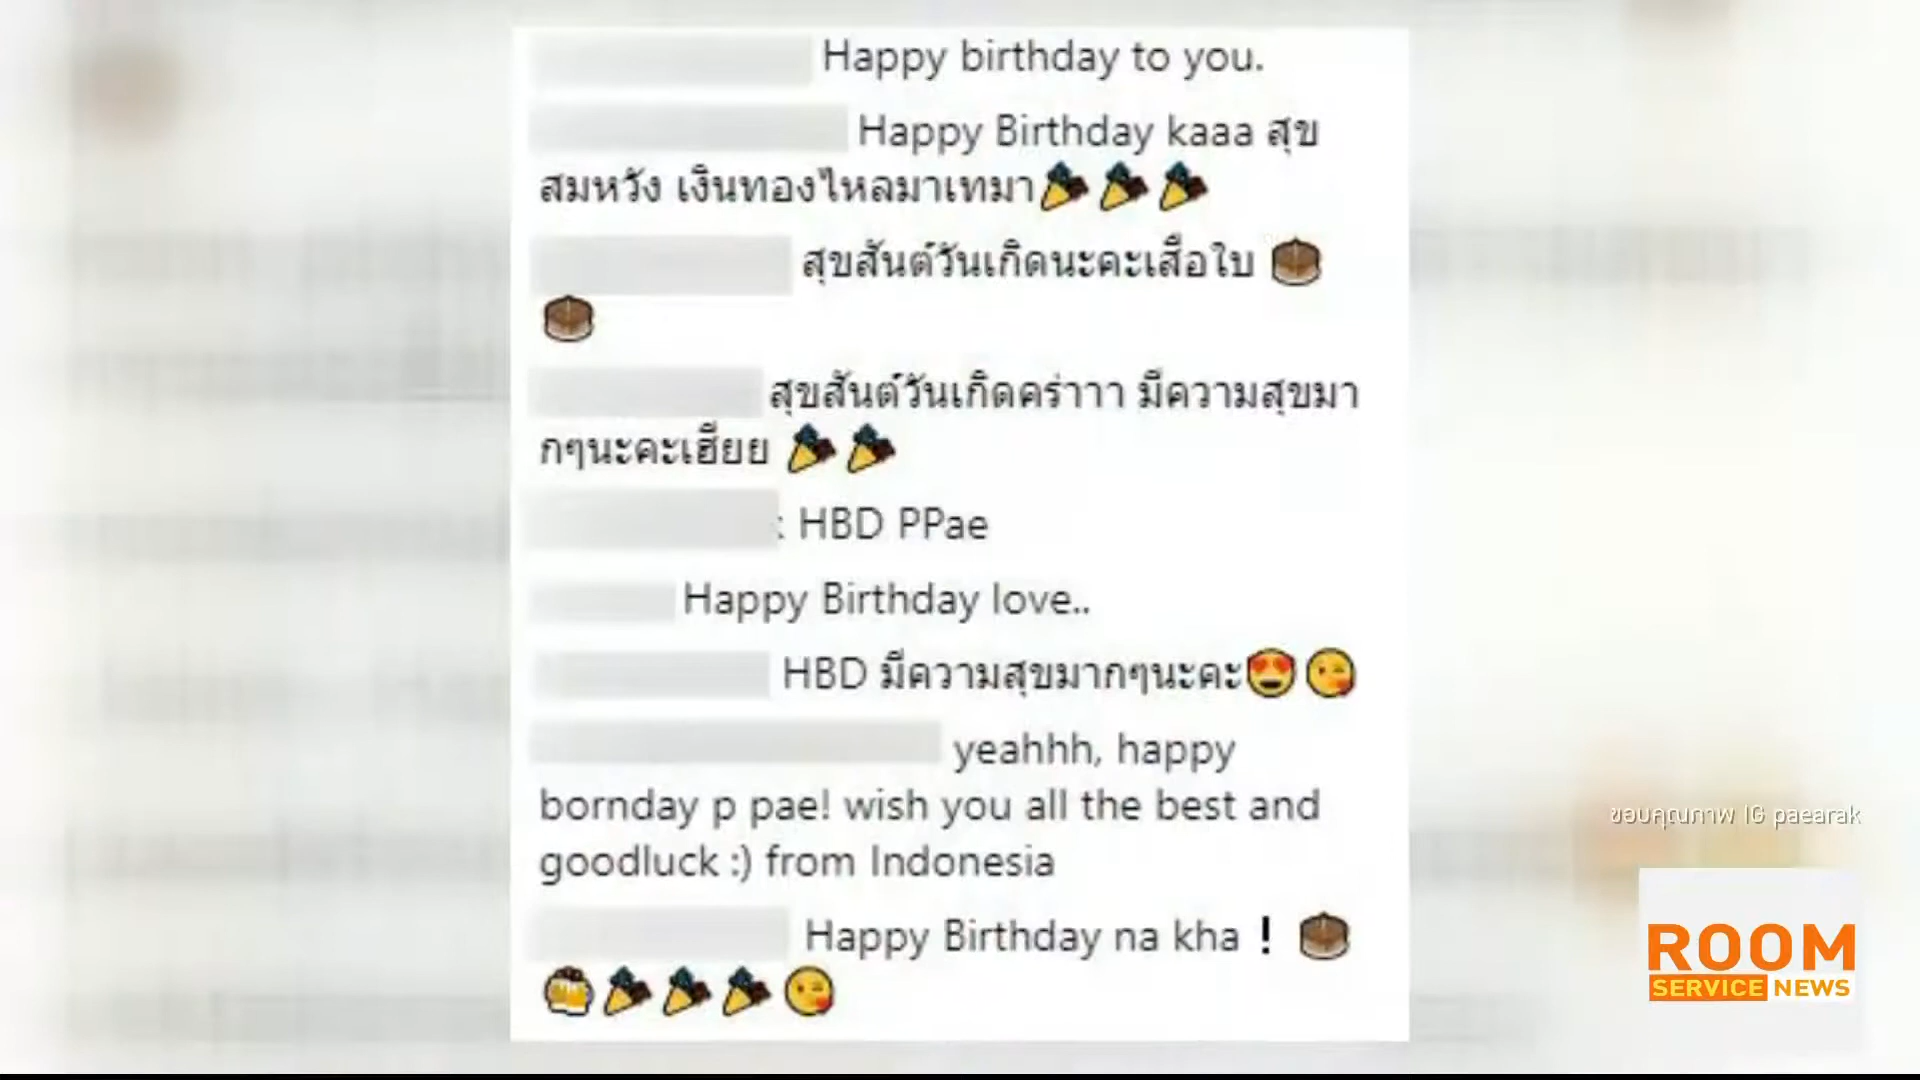 Happy birthday to you.
Happy Birthday kaaa สุข
สมหวัง เงินทองไหลมาเทมา🎉🎉🎉
สุขสันต์วันเกิดนะคะเสือใบ 🎂
🎂
สุขสันต์วันเกิดคร่าาา มีความสุขมา
กๆนะคะเฮียย 🎉🎉
: HBD PPae
Happy Birthday love..
HBD มีความสุขมากๆนะคะ😍😘
yeahhh, happy
bornday p pae! wish you all the best and
goodluck :) from Indonesia
Happy Birthday na kha ! 🎂
🍻🎉🎉🎉😘
ขอบคุณภาพ IG paearak
ROOM
SERVICE NEWS